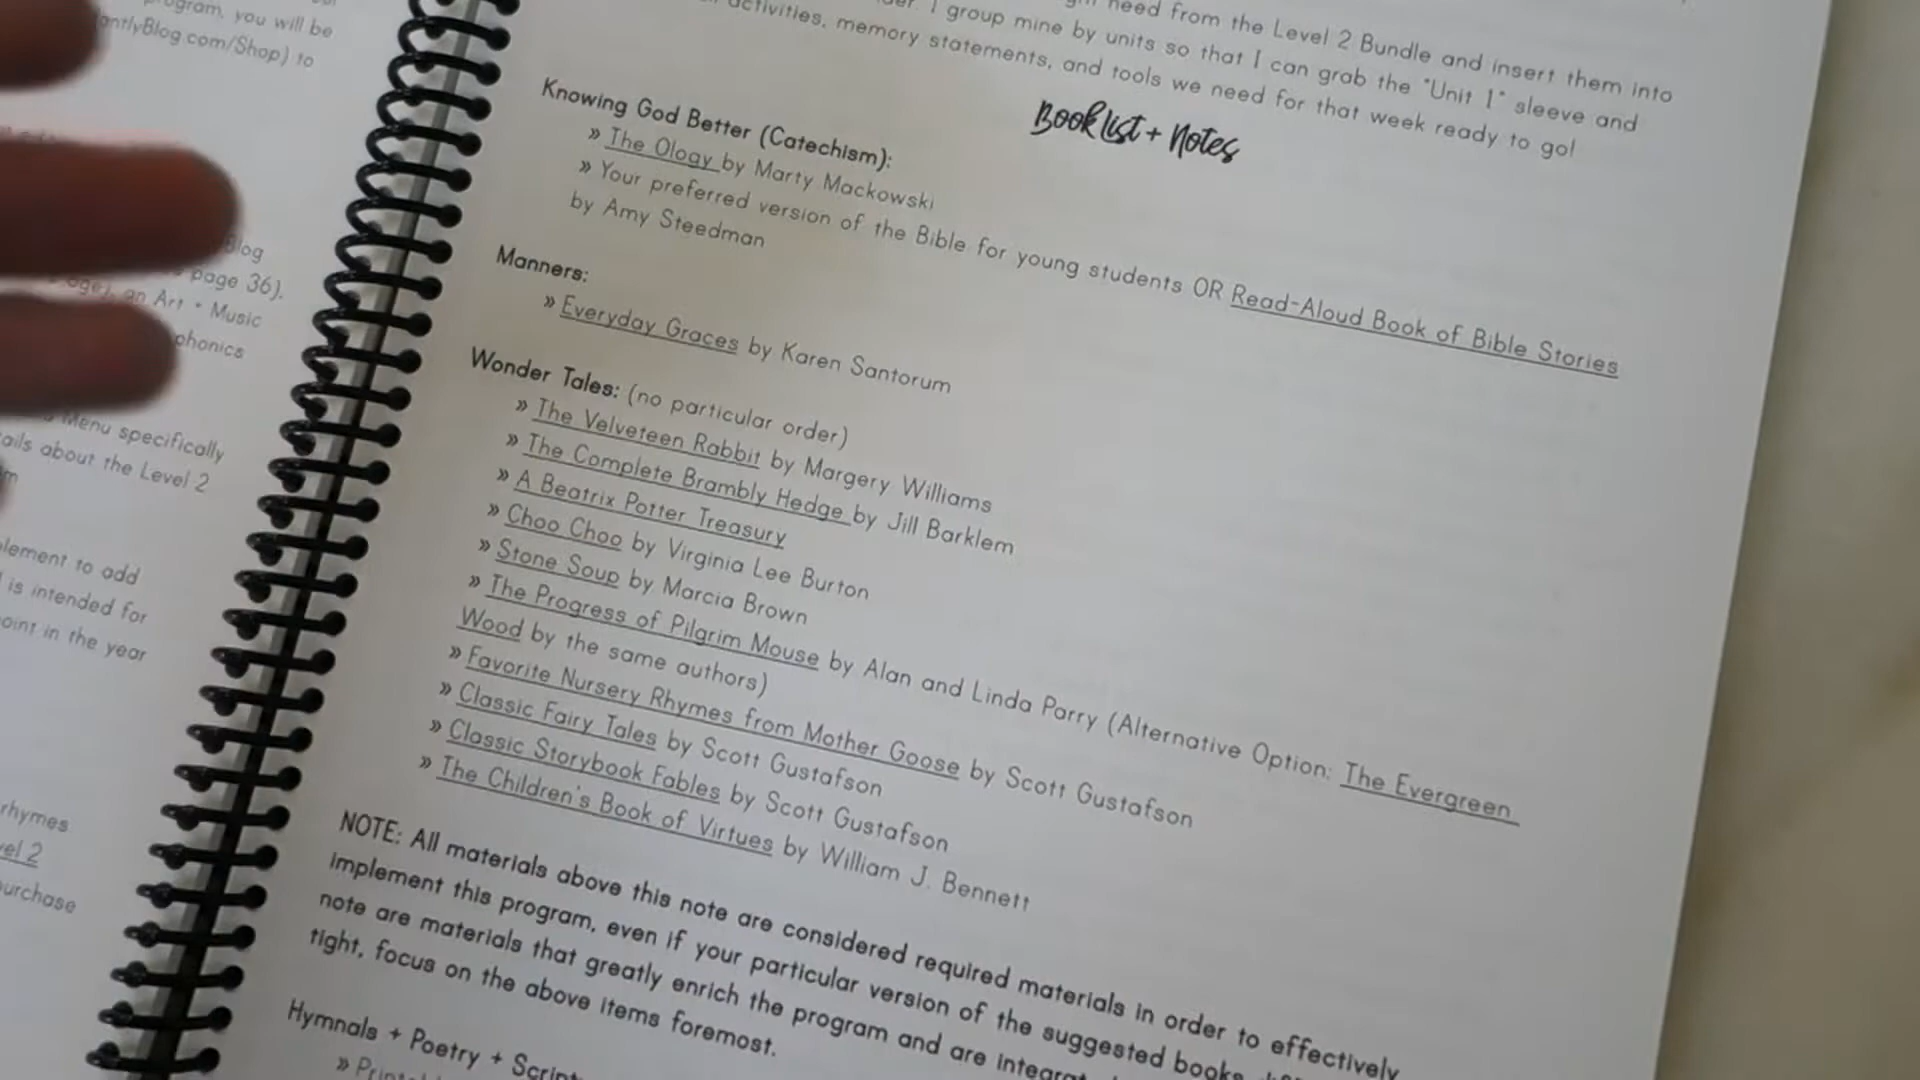 program, you will be
antlyBlog.com/Shop) to
Blog
page 36).
an Art + Music
phonics
Menu specifically
ails about the Level 2
lement to add
is intended for
oint in the year
rhymes
vel 2
urchase
need from the Level 2 Bundle and insert them into
I group mine by units so that I can grab the "Unit 1" sleeve and
activities, memory statements, and tools we need for that week ready to go!
Booklist + Notes
Knowing God Better (Catechism):
» The Ology by Marty Mackowski
» Your preferred version of the Bible for young students OR Read-Aloud Book of Bible Stories
by Amy Steedman
Manners:
» Everyday Graces by Karen Santorum
Wonder Tales: (no particular order)
» The Velveteen Rabbit by Margery Williams
» The Complete Brambly Hedge by Jill Barklem
» A Beatrix Potter Treasury
» Choo Choo by Virginia Lee Burton
» Stone Soup by Marcia Brown
» The Progress of Pilgrim Mouse by Alan and Linda Parry (Alternative Option: The Evergreen
Wood by the same authors)
» Favorite Nursery Rhymes from Mother Goose by Scott Gustafson
» Classic Fairy Tales by Scott Gustafson
» Classic Storybook Fables by Scott Gustafson
» The Children's Book of Virtues by William J. Bennett
NOTE: All materials above this note are considered required materials in order to effectively
implement this program, even if your particular version of the suggested books
note are materials that greatly enrich the program and are integrat
tight, focus on the above items foremost.
Hymnals + Poetry + Script
»